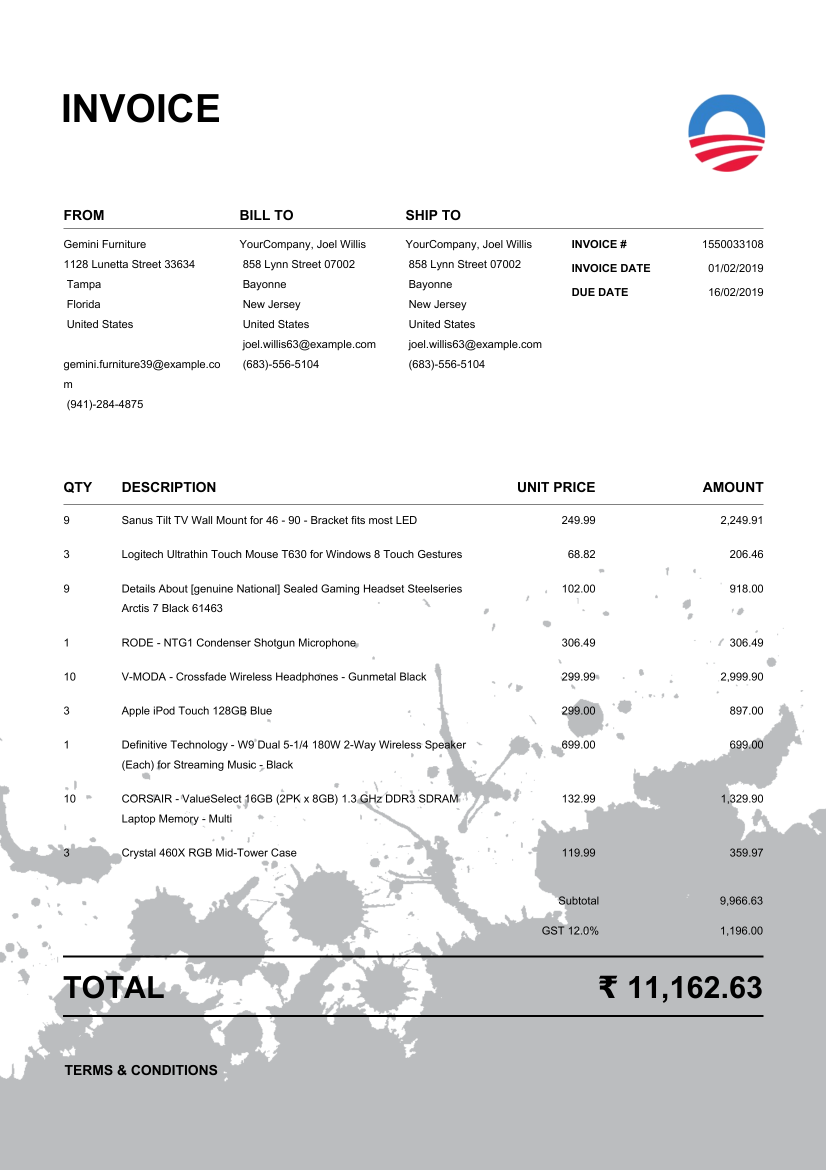 INVOICE
FROM BILL TO SHIP TO
Gemini Furniture YourCompany, Joel Willis YourCompany, Joel Willis INVOICE # 1550033108
1128 Lunetta Street 33634 858 Lynn Street 07002 858 Lynn Street 07002 INVOICE DATE 01/02/2019
Tampa Bayonne Bayonne DUE DATE 16/02/2019
Florida New Jersey New Jersey
United States United States United States
joel.willis63@example.com joel.willis63@example.com
gemini.furniture39@example.co (683)-556-5104 (683)-556-5104
m
(941)-284-4875
QTY DESCRIPTION UNIT PRICE AMOUNT
9 Sanus Tilt TV Wall Mount for 46 - 90 - Bracket fits most LED 249.99 2,249.91
3 Logitech Ultrathin Touch Mouse T630 for Windows 8 Touch Gestures 68.82 206.46
9 Details About [genuine National] Sealed Gaming Headset Steelseries 102.00 918.00
Arctis 7 Black 61463
1 RODE - NTG1 Condenser Shotgun Microphone 306.49 306.49
10 V-MODA - Crossfade Wireless Headphones - Gunmetal Black 299.99 2,999.90
3 Apple iPod Touch 128GB Blue 299.00 897.00
1 Definitive Technology - W9 Dual 5-1/4 180W 2-Way Wireless Speaker 699.00 699.00
(Each) for Streaming Music - Black
10 CORSAIR - ValueSelect 16GB (2PK x 8GB) 1.3 GHz DDR3 SDRAM 132.99 1,329.90
Laptop Memory - Multi
3 Crystal 460X RGB Mid-Tower Case 119.99 359.97
Subtotal 9,966.63
GST 12.0% 1,196.00
TOTAL ₹ 11,162.63
TERMS & CONDITIONS